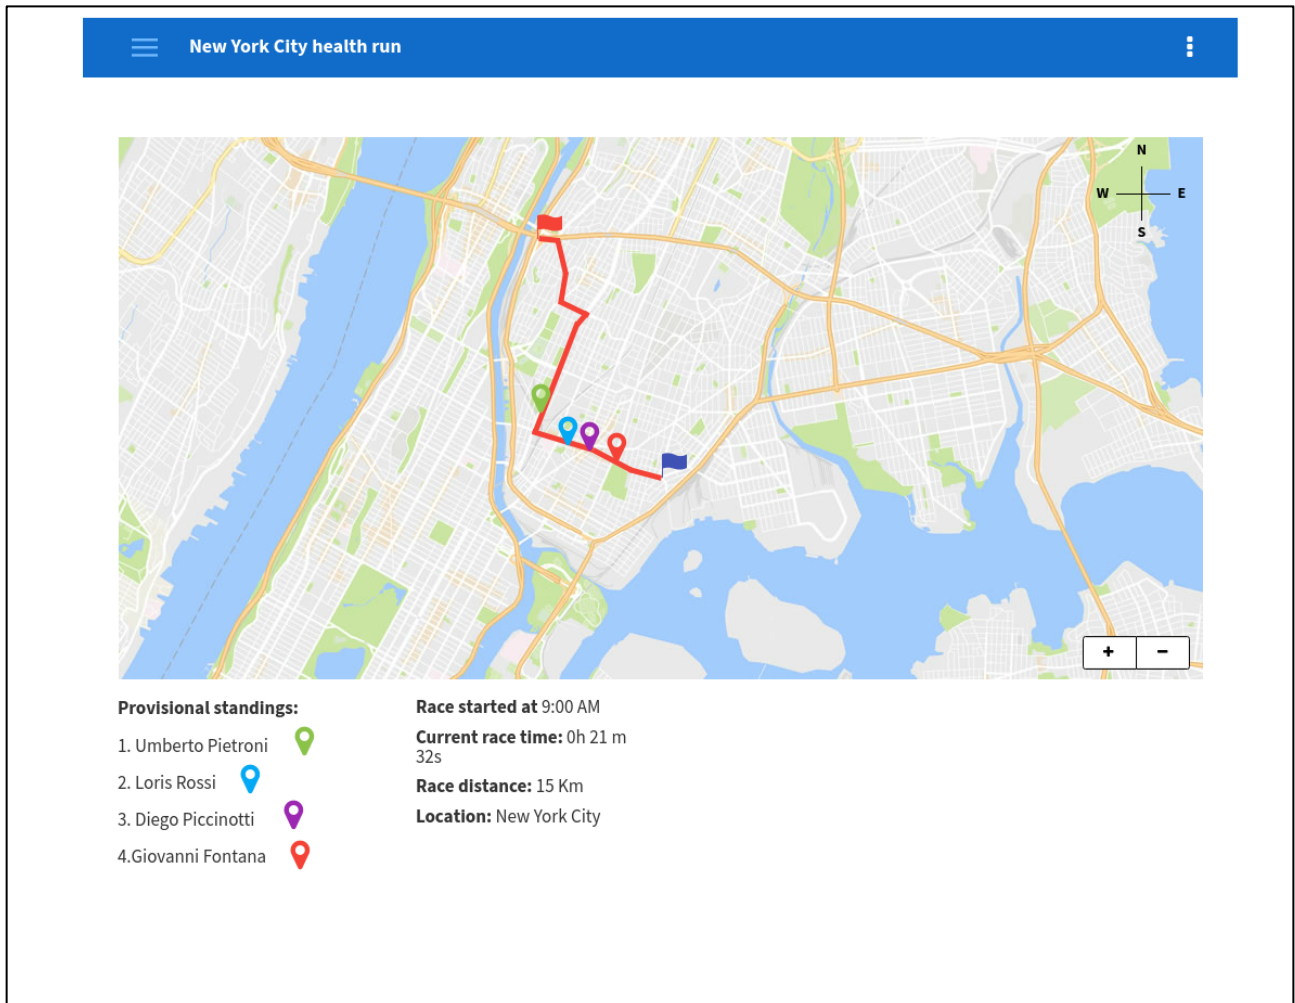 New York City health run
N
W E
S
+ −
Provisional standings:
1. Umberto Pietroni
2. Loris Rossi
3. Diego Piccinotti
4.Giovanni Fontana
Race started at 9:00 AM
Current race time: 0h 21 m
32s
Race distance: 15 Km
Location: New York City